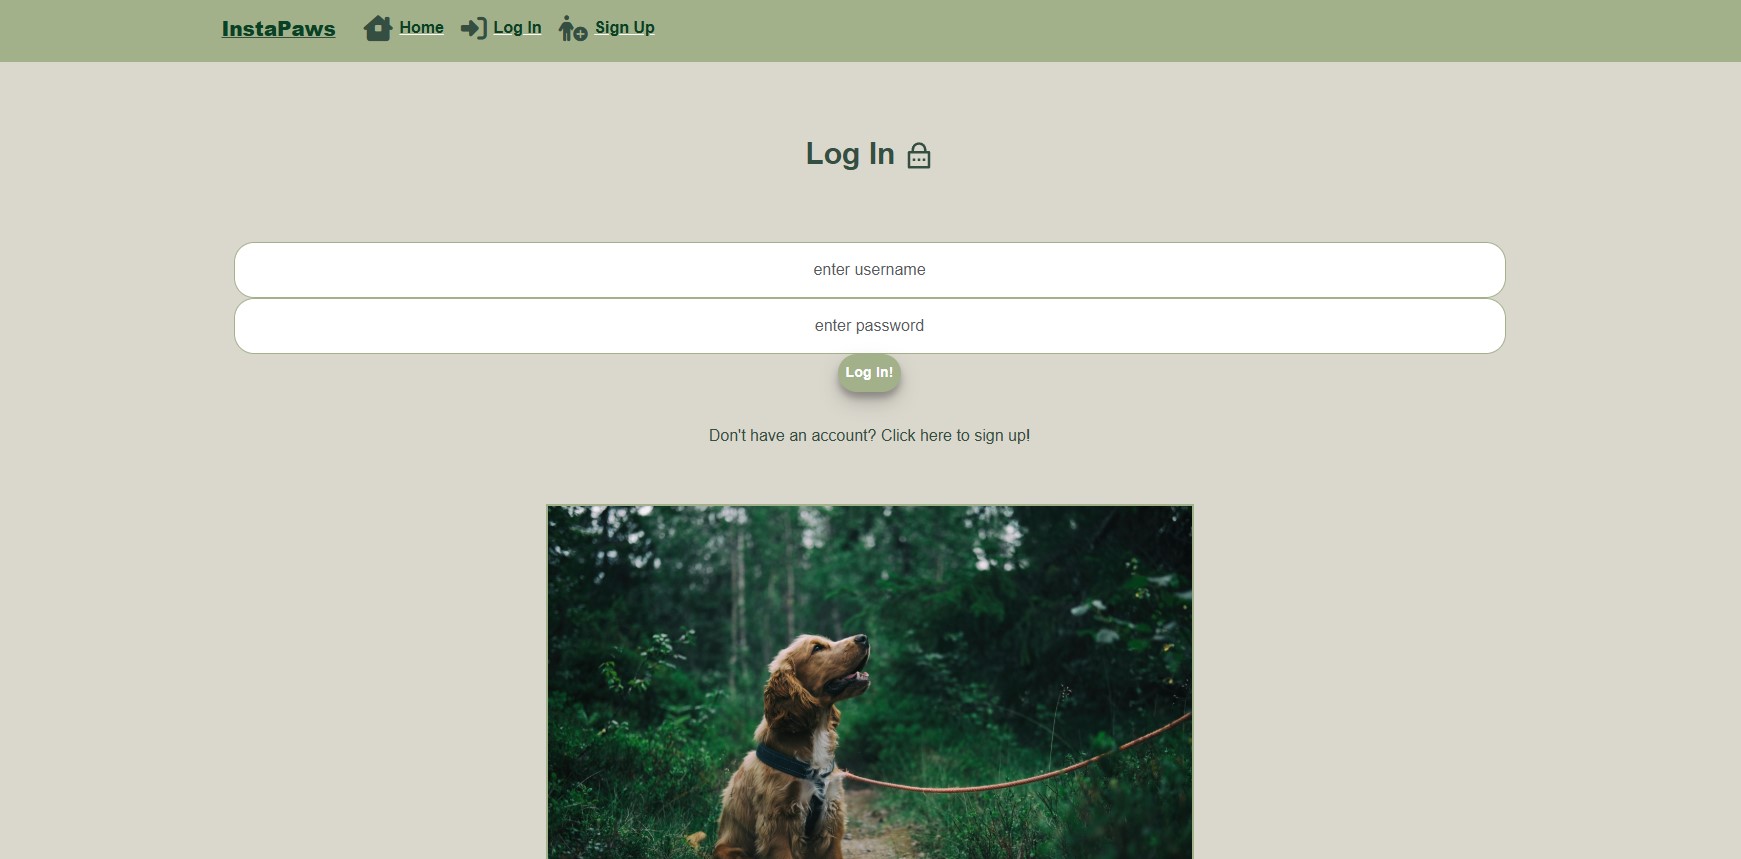 InstaPaws Home Log In Sign Up
Log In
enter username
enter password
Log In!
Don't have an account? Click here to sign up!